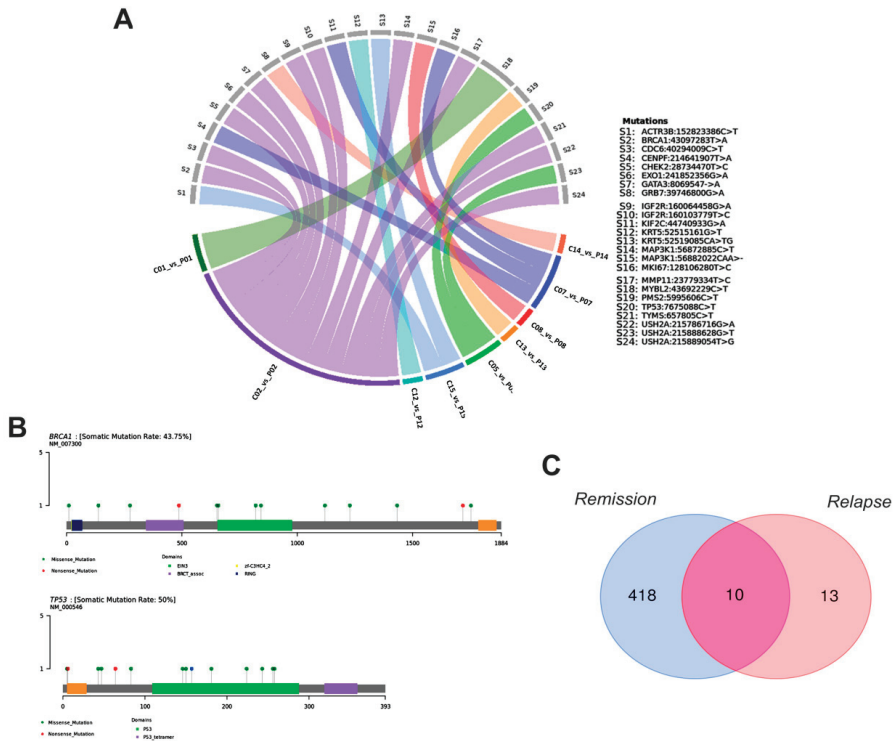 A
S1
S2
S3
S4
S5
S6
S7
S8
S9
S10
S11
S12
S13
S14
S15
S16
S17
S18
S19
S20
S21
S22
S23
S24
C01_vs_P01
C02_vs_P02
C12_vs_P12
C15_vs_P15
C05_vs_P0
C13_vs_P13
C08_vs_P08
C07_vs_P07
C14_vs_P14
Mutations
S1: ACTR3B:152823386C>T
S2: BRCA1:43097283T>A
S3: CDC6:40294009C>T
S4: CENPF:214641907T>A
S5: CHEK2:28734470T>C
S6: EXO1:241852356G>A
S7: GATA3:8069547->A
S8: GRB7:39746800G>A
S9: IGF2R:160064458G>A
S10: IGF2R:160103779T>C
S11: KIF2C:44740933G>A
S12: KRT5:52515161G>T
S13: KRT5:52519085CA>TG
S14: MAP3K1:56872885C>T
S15: MAP3K1:56882022CAA>-
S16: MKI67:128106280T>C
S17: MMP11:23779334T>C
S18: MYBL2:43692229C>T
S19: PMS2:5995606C>T
S20: TP53:7675088C>T
S21: TYMS:657805C>T
S22: USH2A:215786716G>A
S23: USH2A:215888628G>T
S24: USH2A:215889054T>G
B
BRCA1 : [Somatic Mutation Rate: 43.75%]
NM_007300
5
1
0 500 1000 1500 1884
Missense_Mutation
Nonsense_Mutation
Domains
EIN3
BRCT_assoc
zf-C3HC4_2
RING
TP53 : [Somatic Mutation Rate: 50%]
NM_000546
5
1
0 100 200 300 393
Missense_Mutation
Nonsense_Mutation
Domains
P53
P53_tetramer
C
Remission Relapse
418 10 13